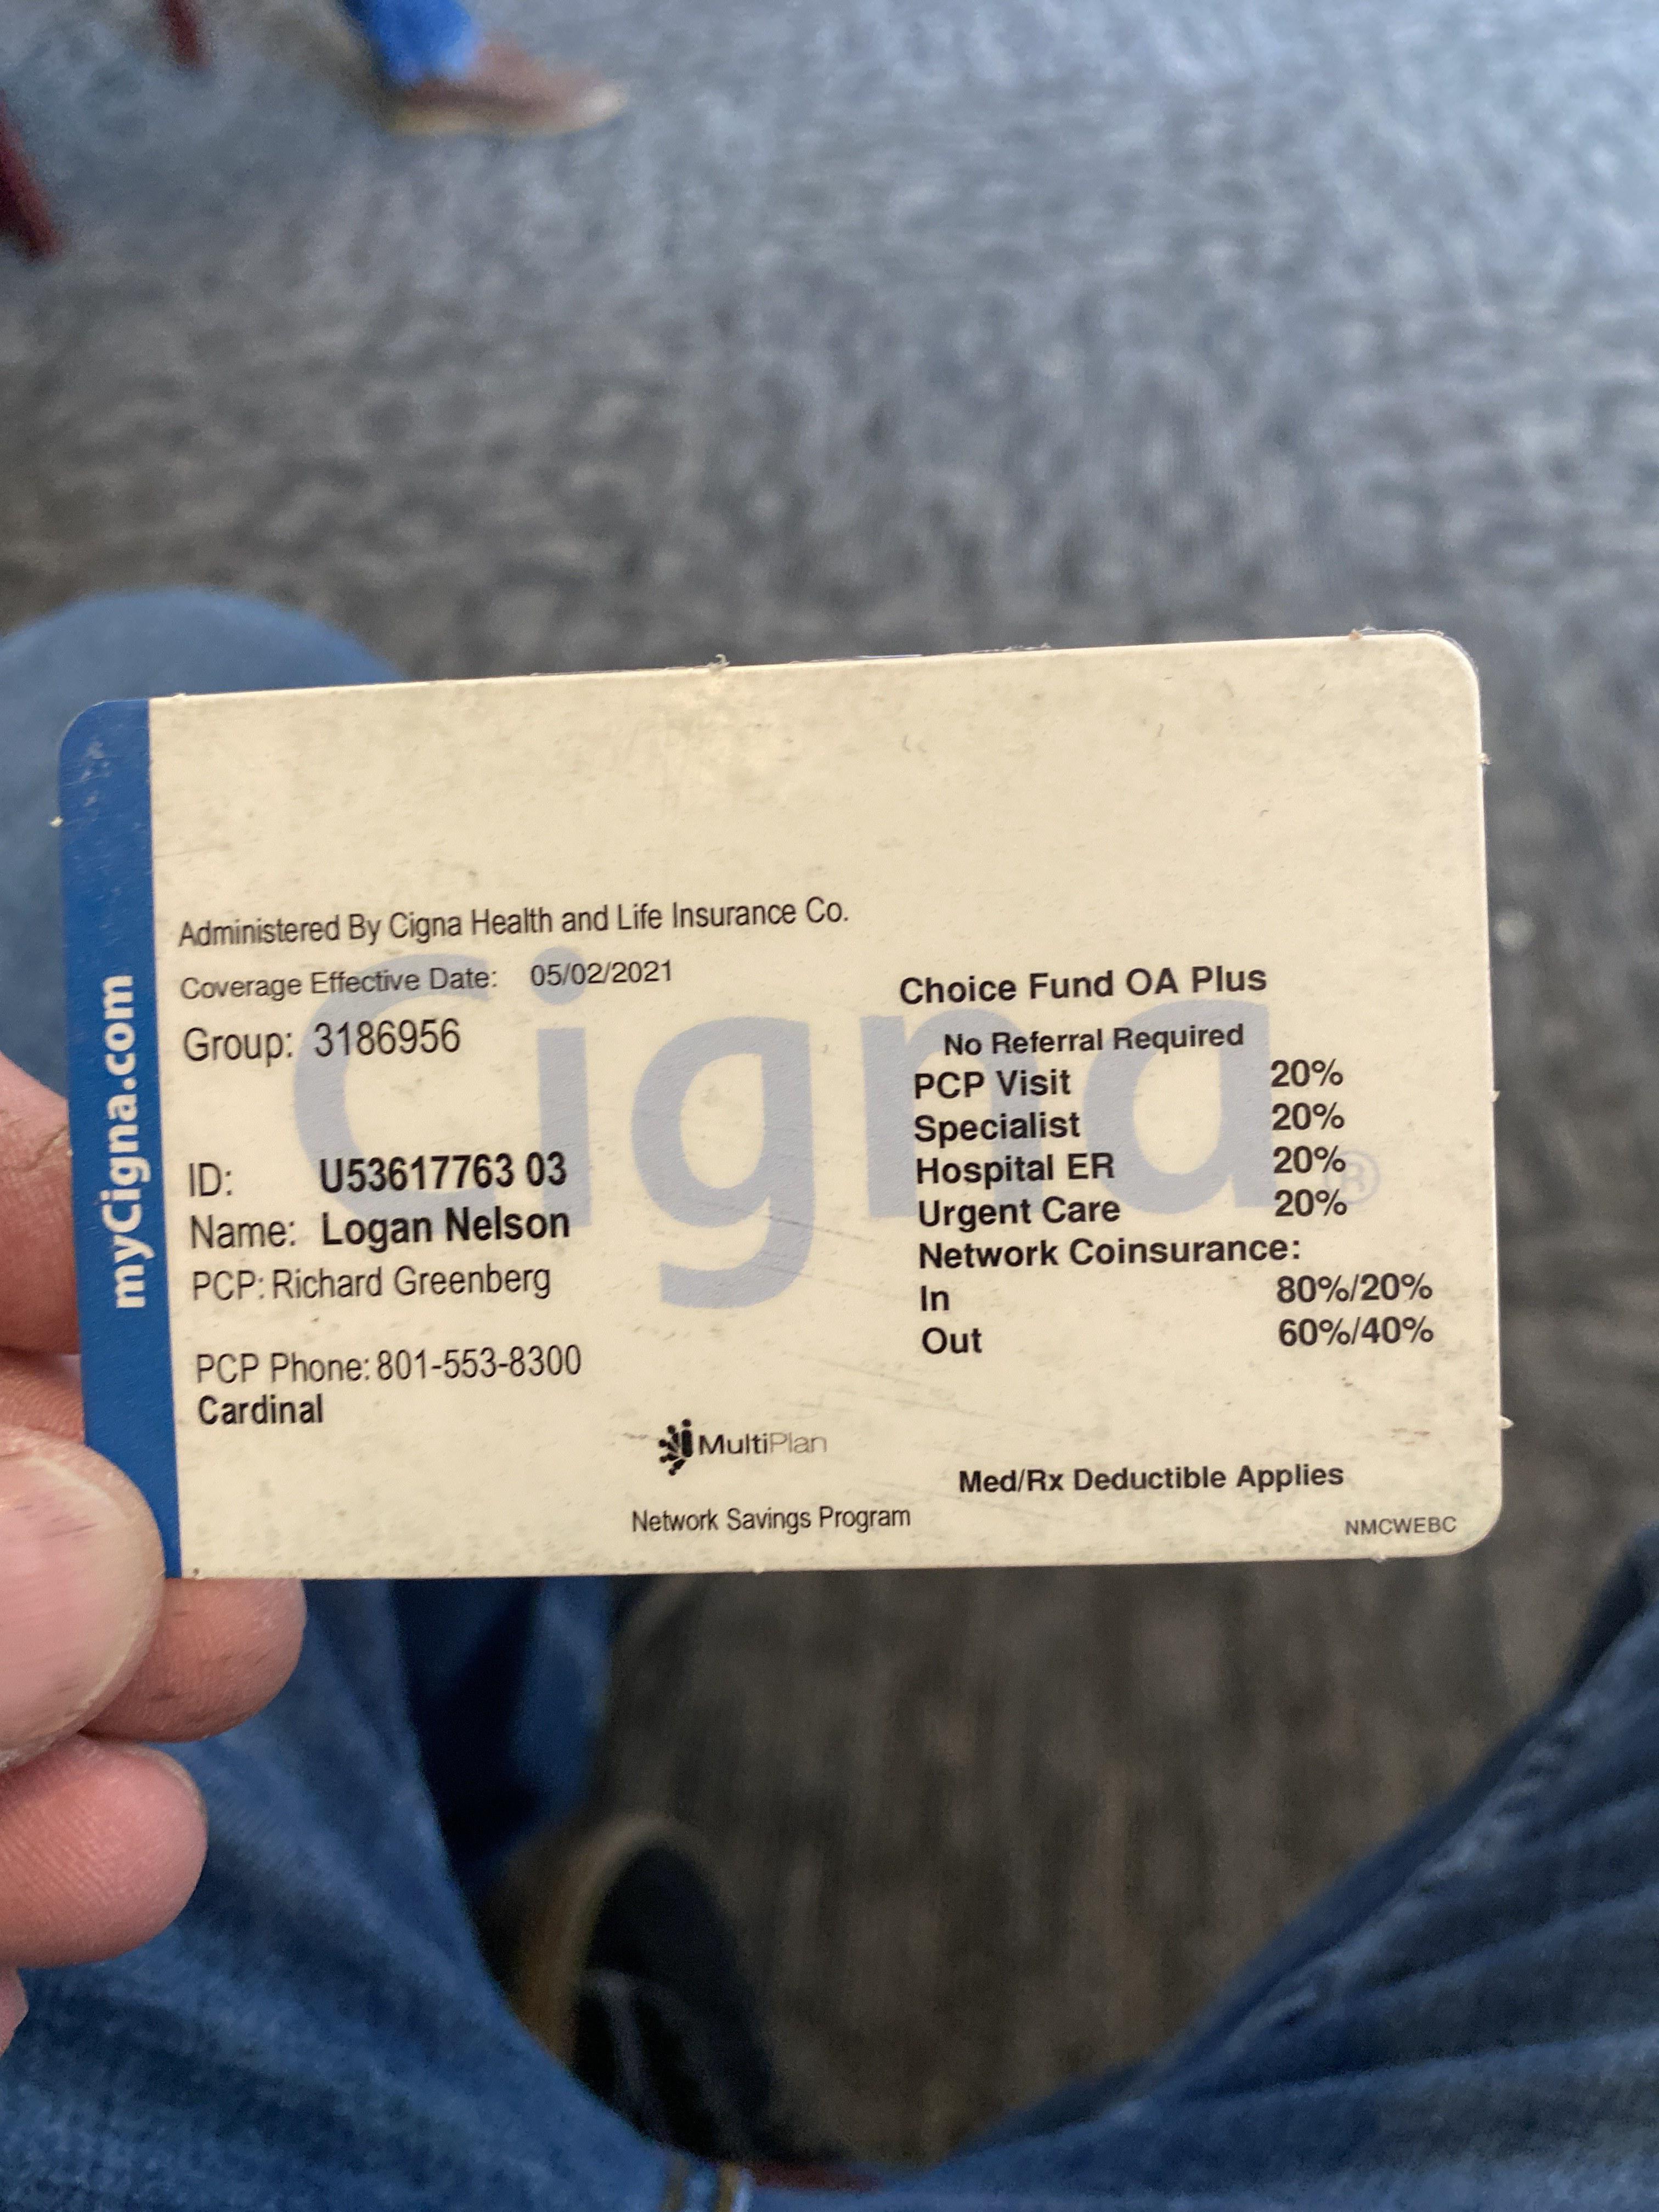 myCigna.com
Administered By Cigna Health and Life Insurance Co.
Coverage Effective Date: 05/02/2021
Group: 3186956
ID: U53617763 03
Name: Logan Nelson
PCP: Richard Greenberg
PCP Phone: 801-553-8300
Cardinal
Cigna®
Choice Fund OA Plus
No Referral Required
PCP Visit 20%
Specialist 20%
Hospital ER 20%
Urgent Care 20%
Network Coinsurance:
In 80%/20%
Out 60%/40%
MultiPlan
Network Savings Program
Med/Rx Deductible Applies
NMCWEBC